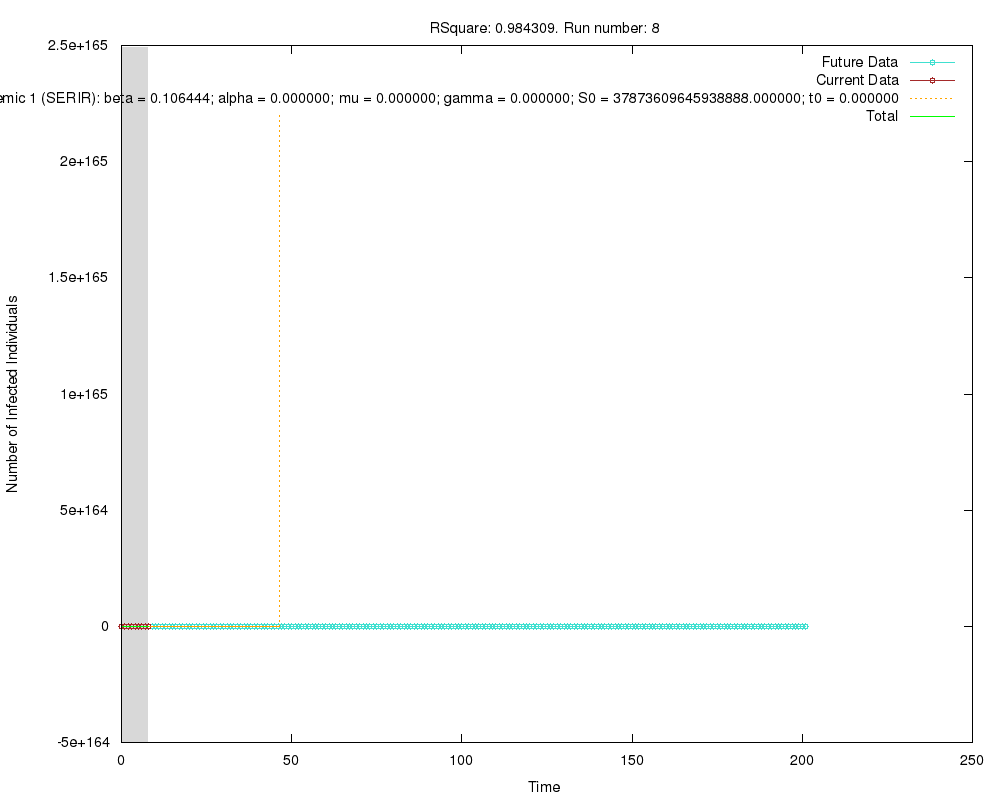 RSquare: 0.984309. Run number: 8
2.5e+165
2e+165
1.5e+165
1e+165
5e+164
0
-5e+164
Number of Infected Individuals
Future Data
Current Data
emic 1 (SERIR): beta = 0.106444; alpha = 0.000000; mu = 0.000000; gamma = 0.000000; S0 = 37873609645938888.000000; t0 = 0.000000
Total
0 50 100 150 200 250
Time